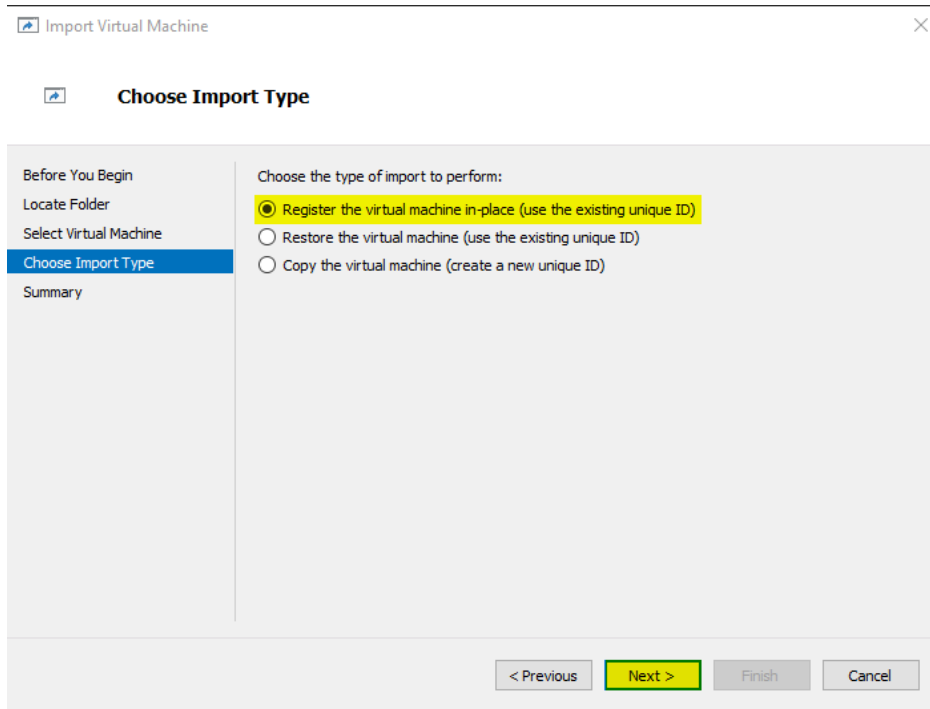 Import Virtual Machine
Choose Import Type
Before You Begin
Locate Folder
Select Virtual Machine
Choose Import Type
Summary
Choose the type of import to perform:
Register the virtual machine in-place (use the existing unique ID)
Restore the virtual machine (use the existing unique ID)
Copy the virtual machine (create a new unique ID)
< Previous
Next >
Finish
Cancel